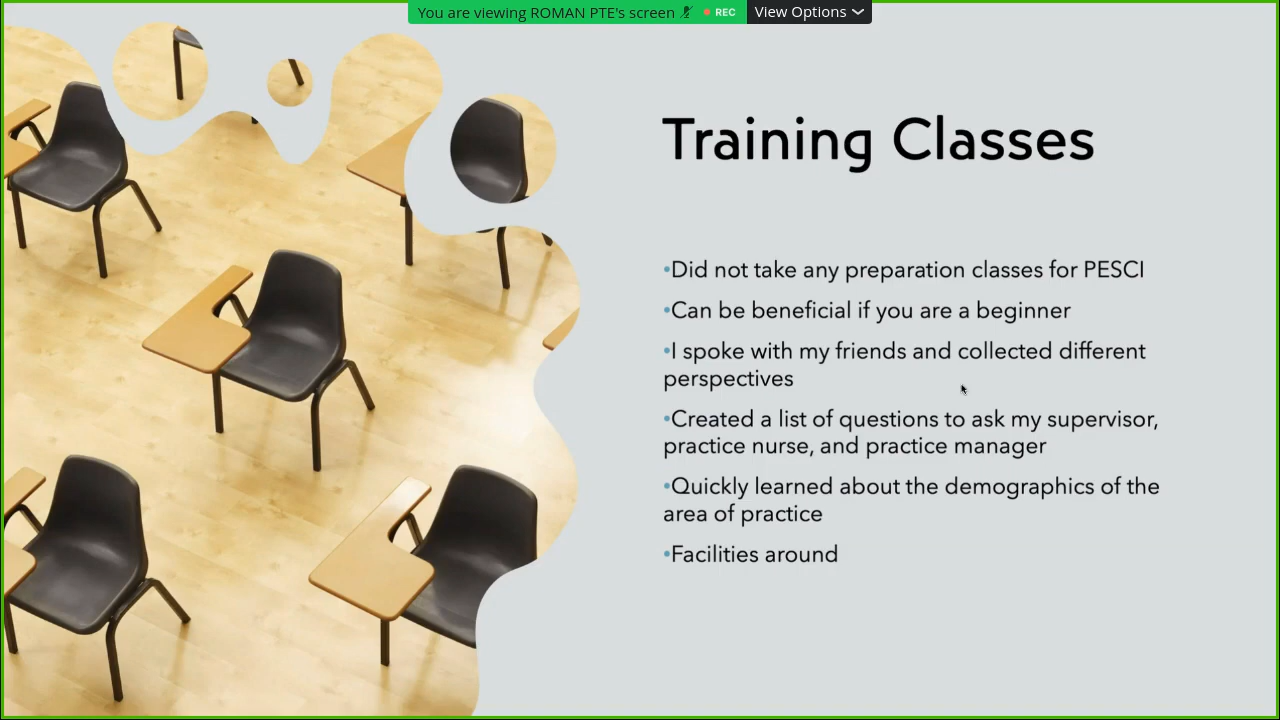 You are viewing ROMAN PTE's screen REC View Options
Training Classes
•Did not take any preparation classes for PESCI
•Can be beneficial if you are a beginner
•I spoke with my friends and collected different
perspectives
•Created a list of questions to ask my supervisor,
practice nurse, and practice manager
•Quickly learned about the demographics of the
area of practice
•Facilities around